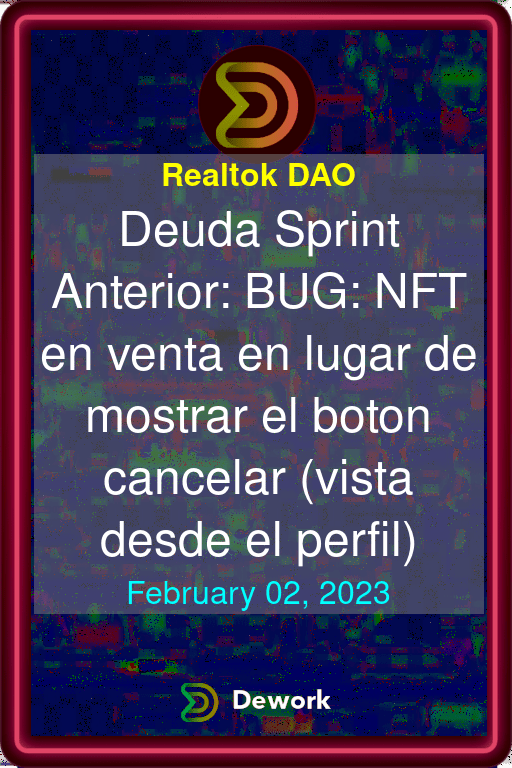 Realtok DAO
Deuda Sprint
Anterior: BUG: NFT
en venta en lugar de
mostrar el boton
cancelar (vista
desde el perfil)
February 02, 2023
Dework